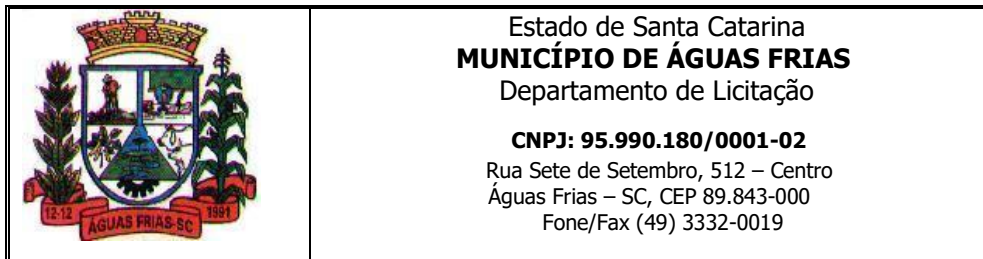 12-12
ÁGUAS FRIAS-SC
1991
Estado de Santa Catarina
MUNICÍPIO DE ÁGUAS FRIAS
Departamento de Licitação
CNPJ: 95.990.180/0001-02
Rua Sete de Setembro, 512 – Centro
Águas Frias – SC, CEP 89.843-000
Fone/Fax (49) 3332-0019